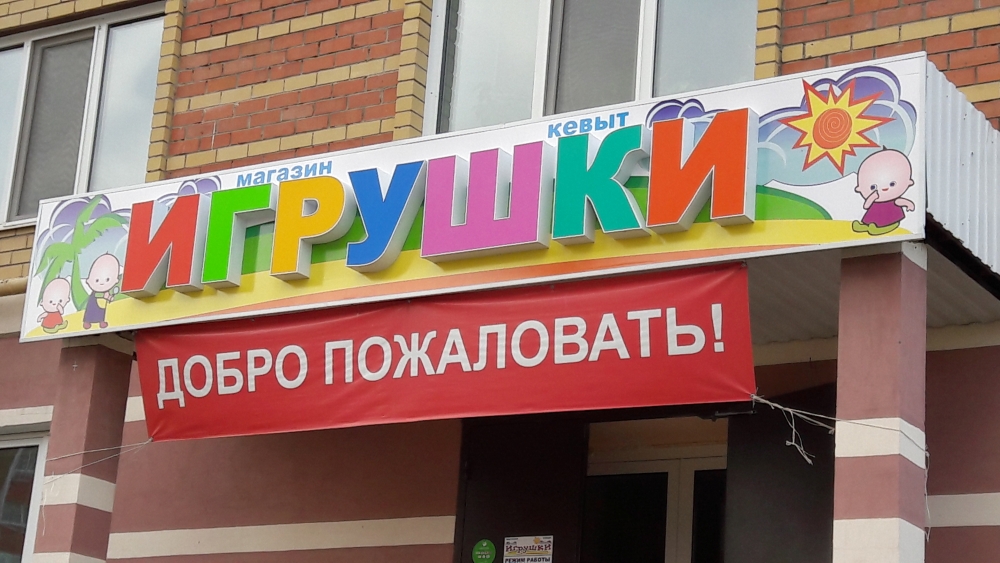 магазин кевыт
ИГРУШКИ
ДОБРО ПОЖАЛОВАТЬ!
ИгрушкИ
РЕЖИМ РАБОТЫ